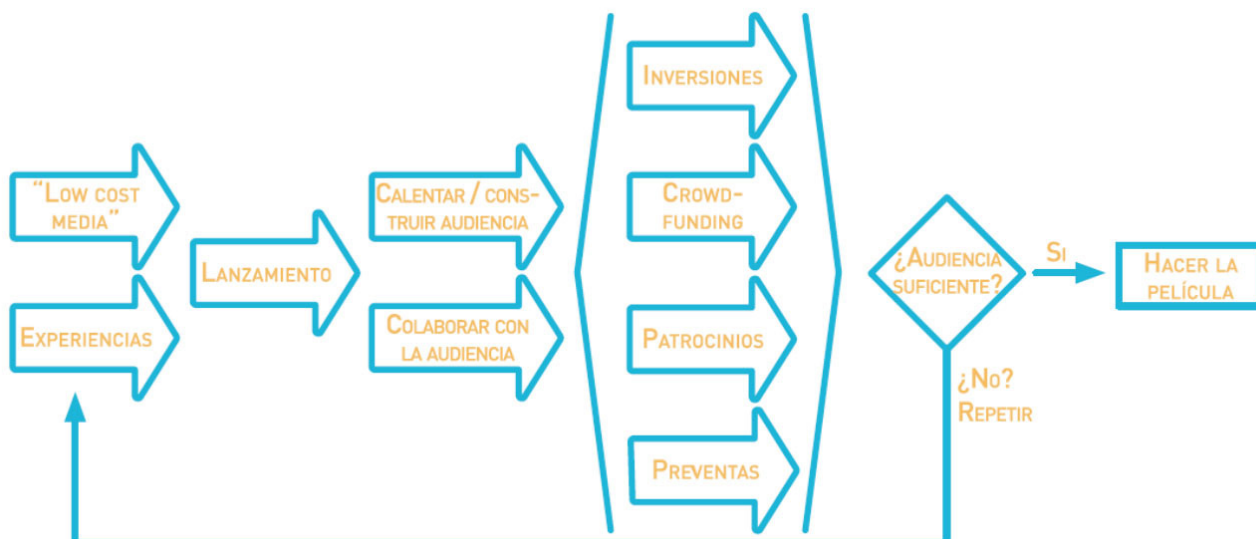 “Low cost
media”
Experiencias
Lanzamiento
Calentar / cons-
truir audiencia
Colaborar con
la audiencia
Inversiones
Crowd-
funding
Patrocinios
Preventas
¿Audiencia
suficiente?
Si
Hacer la
película
¿No?
Repetir